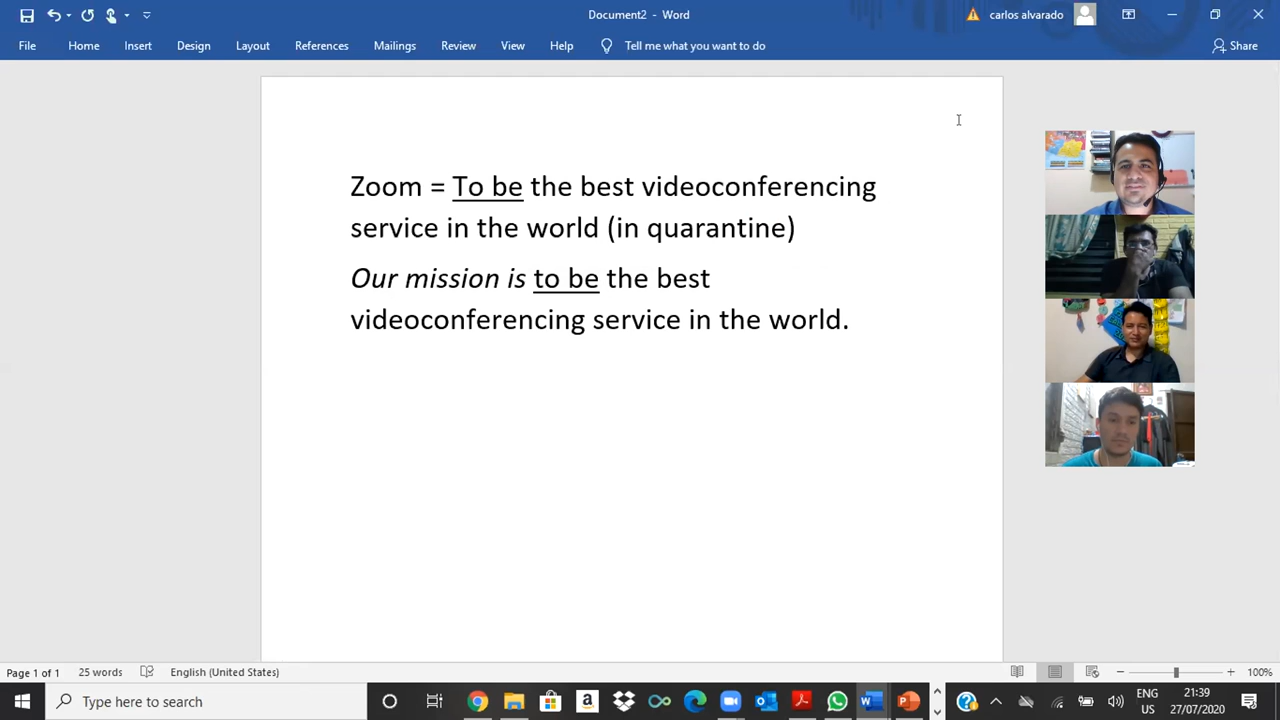 Document2 - Word
carlos alvarado
File Home Insert Design Layout References Mailings Review View Help Tell me what you want to do Share
Zoom = To be the best videoconferencing
service in the world (in quarantine)
Our mission is to be the best
videoconferencing service in the world.
Page 1 of 1 25 words English (United States) 100%
Type here to search
ENG 21:39
US 27/07/2020